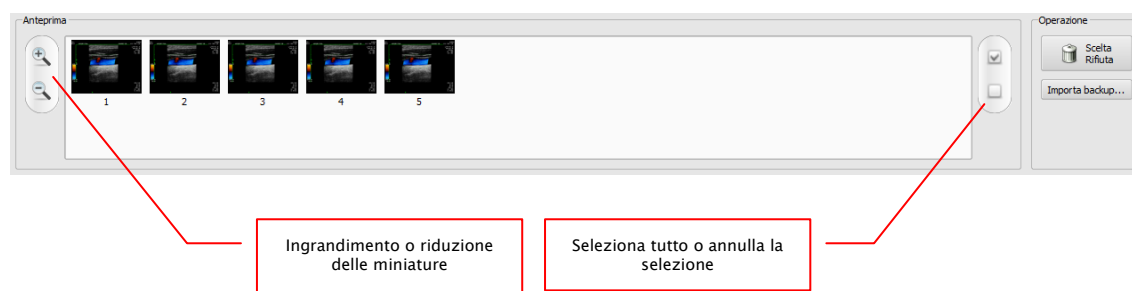 Anteprima
Operazione
Scelta
Rifiuta
Importa backup...
1 2 3 4 5
Ingrandimento o riduzione
delle miniature
Seleziona tutto o annulla la
selezione